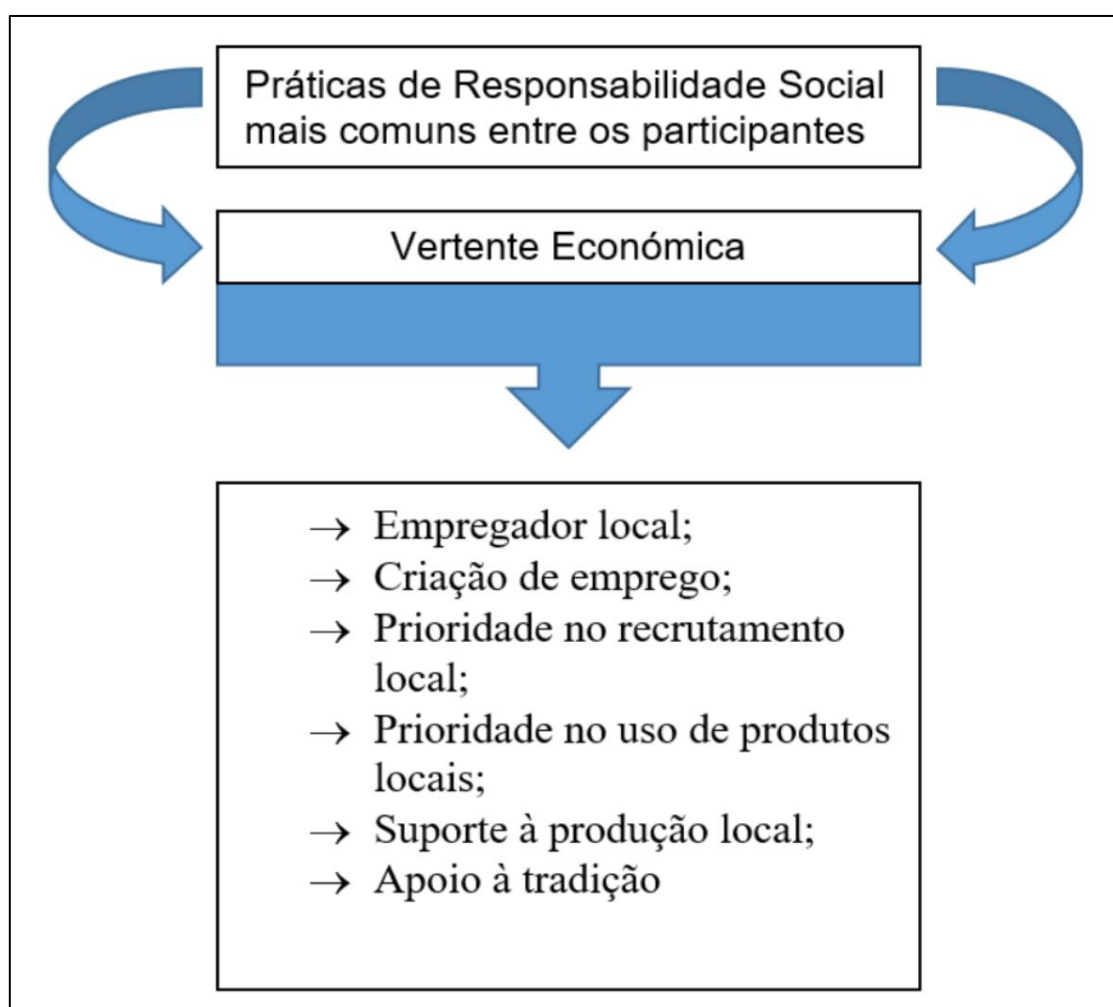 Práticas de Responsabilidade Social
mais comuns entre os participantes
Vertente Económica
→ Empregador local;
→ Criação de emprego;
→ Prioridade no recrutamento
local;
→ Prioridade no uso de produtos
locais;
→ Suporte à produção local;
→ Apoio à tradição